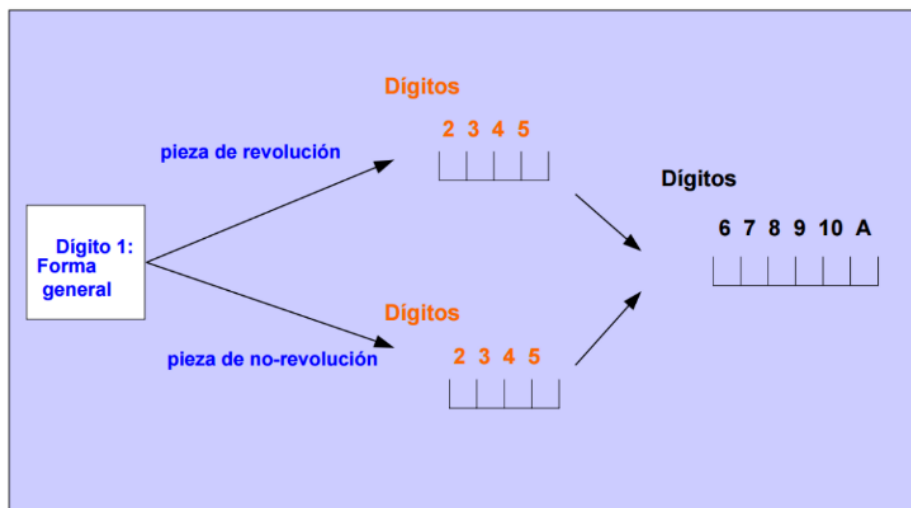 Dígito 1:
Forma
general
pieza de revolución
Dígitos
2 3 4 5
pieza de no-revolución
Dígitos
2 3 4 5
Dígitos
6 7 8 9 10 A